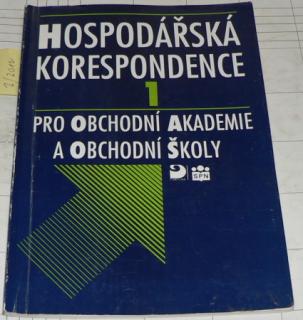 HOSPODÁŘSKÁ
KORESPONDENCE
1
PRO OBCHODNÍ AKADEMIE
A OBCHODNÍ ŠKOLY
SPN